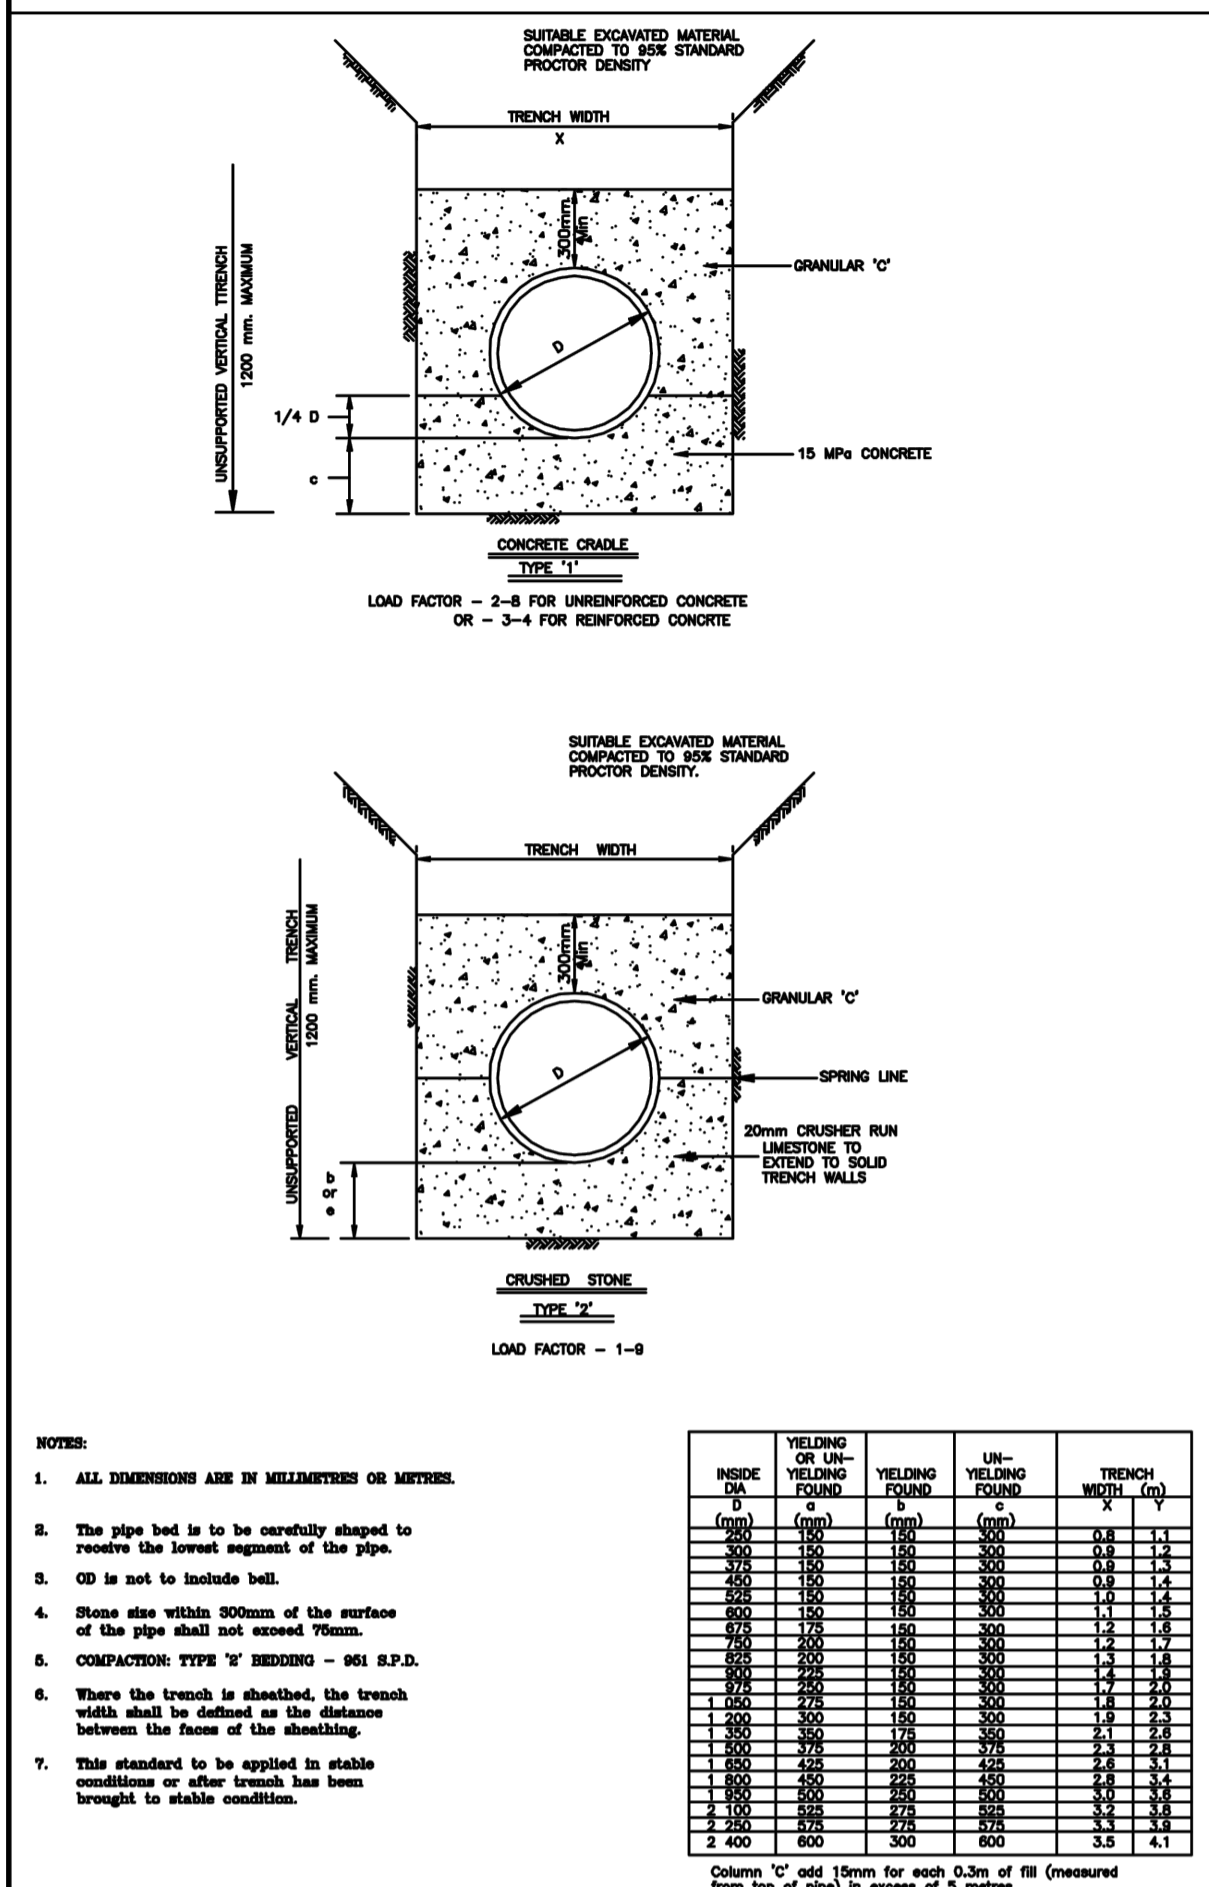 SUITABLE EXCAVATED MATERIAL
COMPACTED TO 95% STANDARD
PROCTOR DENSITY
TRENCH WIDTH
X
300mm
Min
UNSUPPORTED VERTICAL TTRENCH
1200 mm. MAXIMUM
GRANULAR 'C'
D
1/4 D
c
15 MPa CONCRETE
CONCRETE CRADLE
TYPE '1'
LOAD FACTOR - 2-8 FOR UNREINFORCED CONCRETE
OR - 3-4 FOR REINFORCED CONCRTE
SUITABLE EXCAVATED MATERIAL
COMPACTED TO 95% STANDARD
PROCTOR DENSITY.
TRENCH WIDTH
300mm
Min
UNSUPPORTED VERTICAL TRENCH
1200 mm. MAXIMUM
GRANULAR 'C'
D
SPRING LINE
20mm CRUSHER RUN
LIMESTONE TO
EXTEND TO SOLID
TRENCH WALLS
b
or
e
CRUSHED STONE
TYPE '2'
LOAD FACTOR - 1-9
NOTES:
1. ALL DIMENSIONS ARE IN MILLIMETRES OR METRES.
2. The pipe bed is to be carefully shaped to
receive the lowest segment of the pipe.
3. OD is not to include bell.
4. Stone size within 300mm of the surface
of the pipe shall not exceed 75mm.
5. COMPACTION: TYPE '2' BEDDING - 951 S.P.D.
6. Where the trench is sheathed, the trench
width shall be defined as the distance
between the faces of the sheathing.
7. This standard to be applied in stable
conditions or after trench has been
brought to stable condition.
YIELDING
OR UN- UN-
INSIDE YIELDING YIELDING YIELDING TRENCH
DIA FOUND FOUND FOUND WIDTH (m)
D a b c X Y
(mm) (mm) (mm) (mm)
250 150 150 300 0.8 1.1
300 150 150 300 0.9 1.2
375 150 150 300 0.9 1.3
450 150 150 300 0.9 1.4
525 150 150 300 1.0 1.4
600 150 150 300 1.1 1.5
675 175 150 300 1.2 1.6
750 200 150 300 1.2 1.7
825 200 150 300 1.3 1.8
900 225 150 300 1.4 1.9
975 250 150 300 1.7 2.0
1 050 275 150 300 1.8 2.0
1 200 300 150 300 1.9 2.3
1 350 350 175 350 2.1 2.6
1 500 375 200 375 2.3 2.8
1 650 425 200 425 2.6 3.1
1 800 450 225 450 2.8 3.4
1 950 500 250 500 3.0 3.6
2 100 525 275 525 3.2 3.8
2 250 575 275 575 3.3 3.9
2 400 600 300 600 3.5 4.1
Column 'C' add 15mm for each 0.3m of fill (measured
from top of pipe) in excess of 5 metres